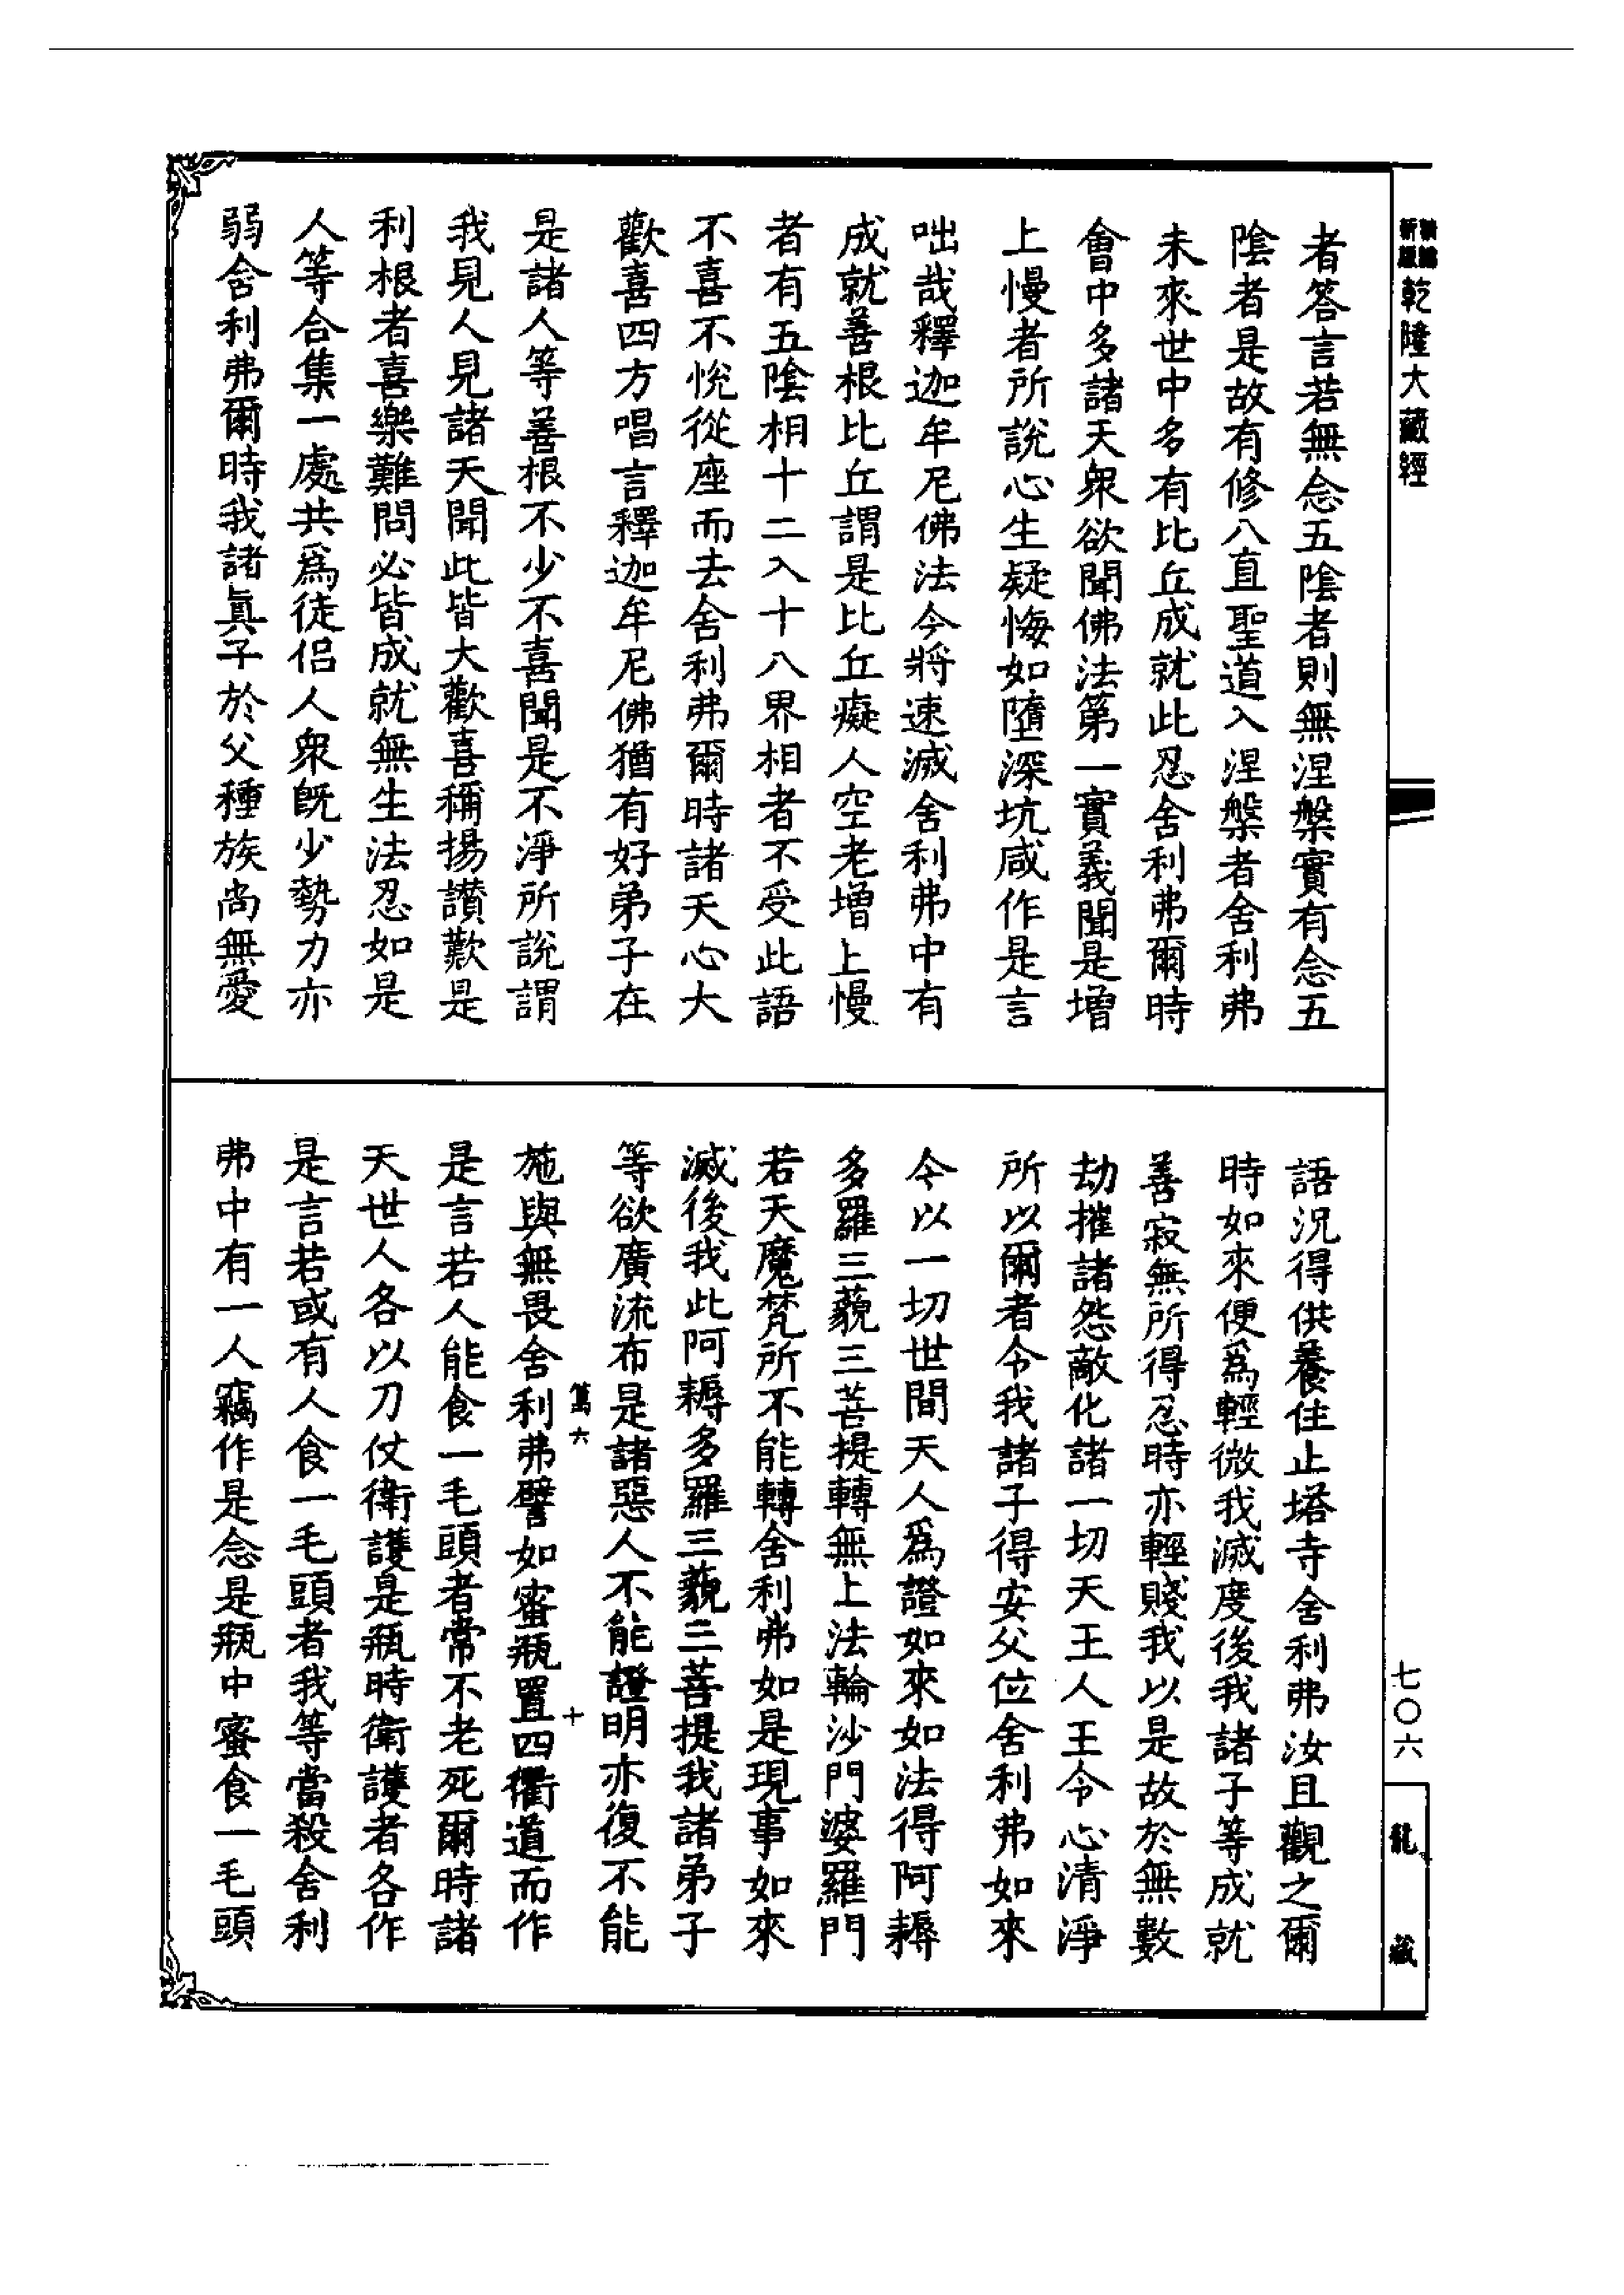 乾隆大藏經
者答言若無念五陰者則無涅槃實有念五
陰者是故有修八直聖道入涅槃者舍利弗
未來世中多有比丘成就此忍舍利弗爾時
會中多諸天衆欲聞佛法第一實義聞是增
上慢者所說心生疑悔如墮深坑咸作是言
咄哉釋迦牟尼佛法今將速滅舍利弗中有
成就善根比丘謂是比丘癡人空老增上慢
者有五陰相十二入十八界相者不受此語
不喜不悅從座而去舍利弗爾時諸天心大
歡喜四方唱言釋迦牟尼佛猶有好弟子在
是諸人等善根不少不喜聞是不淨所說謂
我見人見諸天聞此皆大歡喜稱揚讃歎是
利根者喜樂難問必皆成就無生法忍如是
人等合集一處共爲徒侶人衆旣少勢力亦
弱舍利弗爾時我諸眞子於父種族尚無愛
語況得供養住止塔寺舍利弗汝且觀之爾
時如來便爲輕微我滅度後我諸子等成就
善寂無所得忍時亦輕賤我以是故於無數
劫摧諸怨敵化諸一切天王人王令心清淨
所以爾者令我諸子得安父位舍利弗如來
今以一切世間天人爲證如來如法得阿耨
多羅三藐三菩提轉無上法輪沙門婆羅門
若天魔梵所不能轉舍利弗如是現事如來
滅後我此阿耨多羅三藐三菩提我諸弟子
等欲廣流布是諸惡人不能證明亦復不能
萬六
十
施與無畏舍利弗譬如蜜瓶置四衢道而作
是言若人能食一毛頭者常不老死爾時諸
天世人各以刀仗衛護是瓶時衛護者各作
是言若或有人食一毛頭者我等當殺舍利
弗中有一人竊作是念是瓶中蜜食一毛頭
七〇六
龍藏